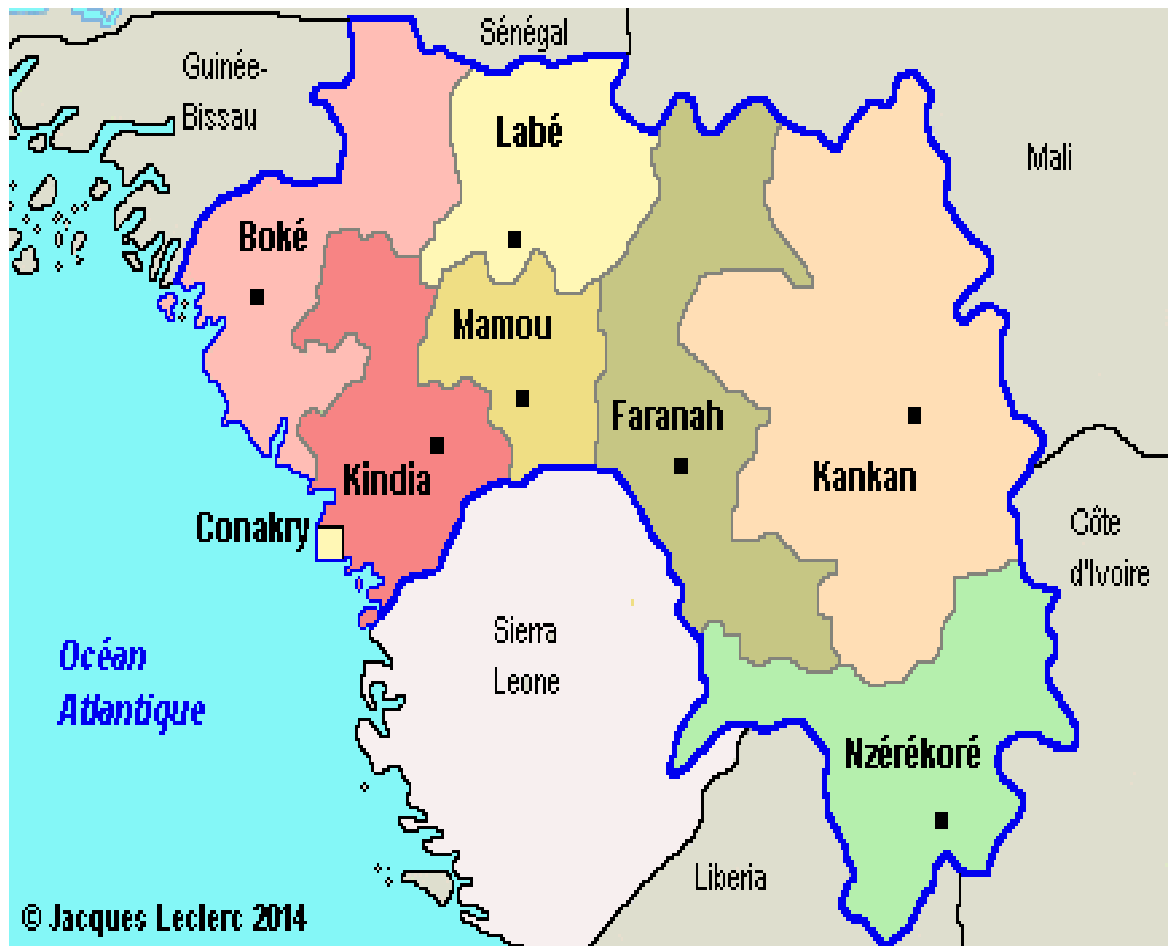 Sénégal
Guinée-
Bissau
Labé
Mali
Boké
Mamou
Faranah
Kindia
Kankan
Conakry
Côte
d'Ivoire
Sierra
Leone
Océan
Atlantique
Nzérékoré
Liberia
© Jacques Leclerc 2014